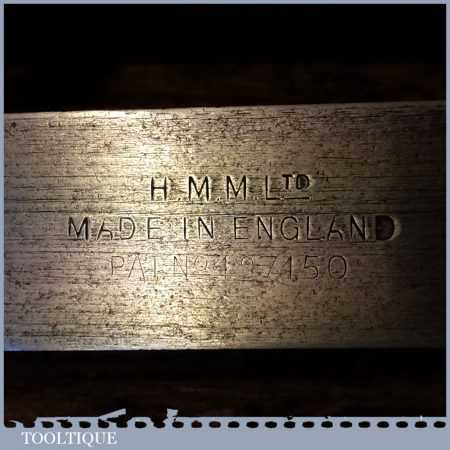 H.M.M.LTD
MADE IN ENGLAND
PAT No 197150
TOOLTIQUE